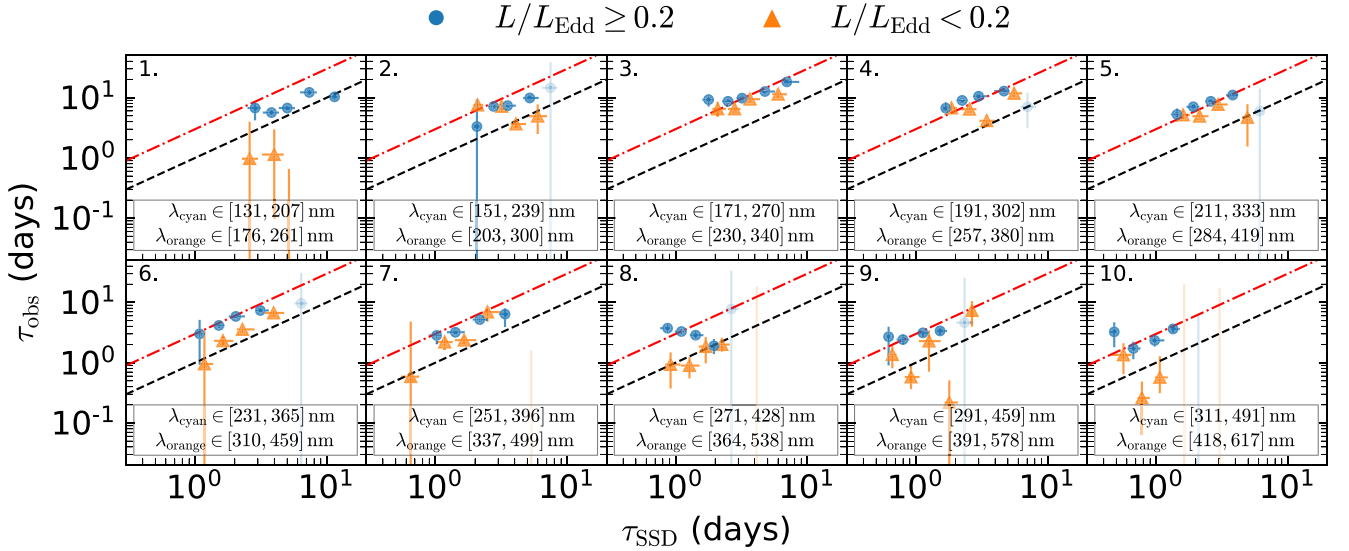 L/L_Edd ≥ 0.2 L/L_Edd < 0.2
τ_obs (days)
1. 2. 3. 4. 5.
10^1
10^0
10^-1
λ_cyan ∈ [131, 207] nm
λ_orange ∈ [176, 261] nm
λ_cyan ∈ [151, 239] nm
λ_orange ∈ [203, 300] nm
λ_cyan ∈ [171, 270] nm
λ_orange ∈ [230, 340] nm
λ_cyan ∈ [191, 302] nm
λ_orange ∈ [257, 380] nm
λ_cyan ∈ [211, 333] nm
λ_orange ∈ [284, 419] nm
6. 7. 8. 9. 10.
10^1
10^0
10^-1
λ_cyan ∈ [231, 365] nm
λ_orange ∈ [310, 459] nm
λ_cyan ∈ [251, 396] nm
λ_orange ∈ [337, 499] nm
λ_cyan ∈ [271, 428] nm
λ_orange ∈ [364, 538] nm
λ_cyan ∈ [291, 459] nm
λ_orange ∈ [391, 578] nm
λ_cyan ∈ [311, 491] nm
λ_orange ∈ [418, 617] nm
10^0 10^1 10^0 10^1 10^0 10^1 10^0 10^1 10^0 10^1
τ_SSD (days)